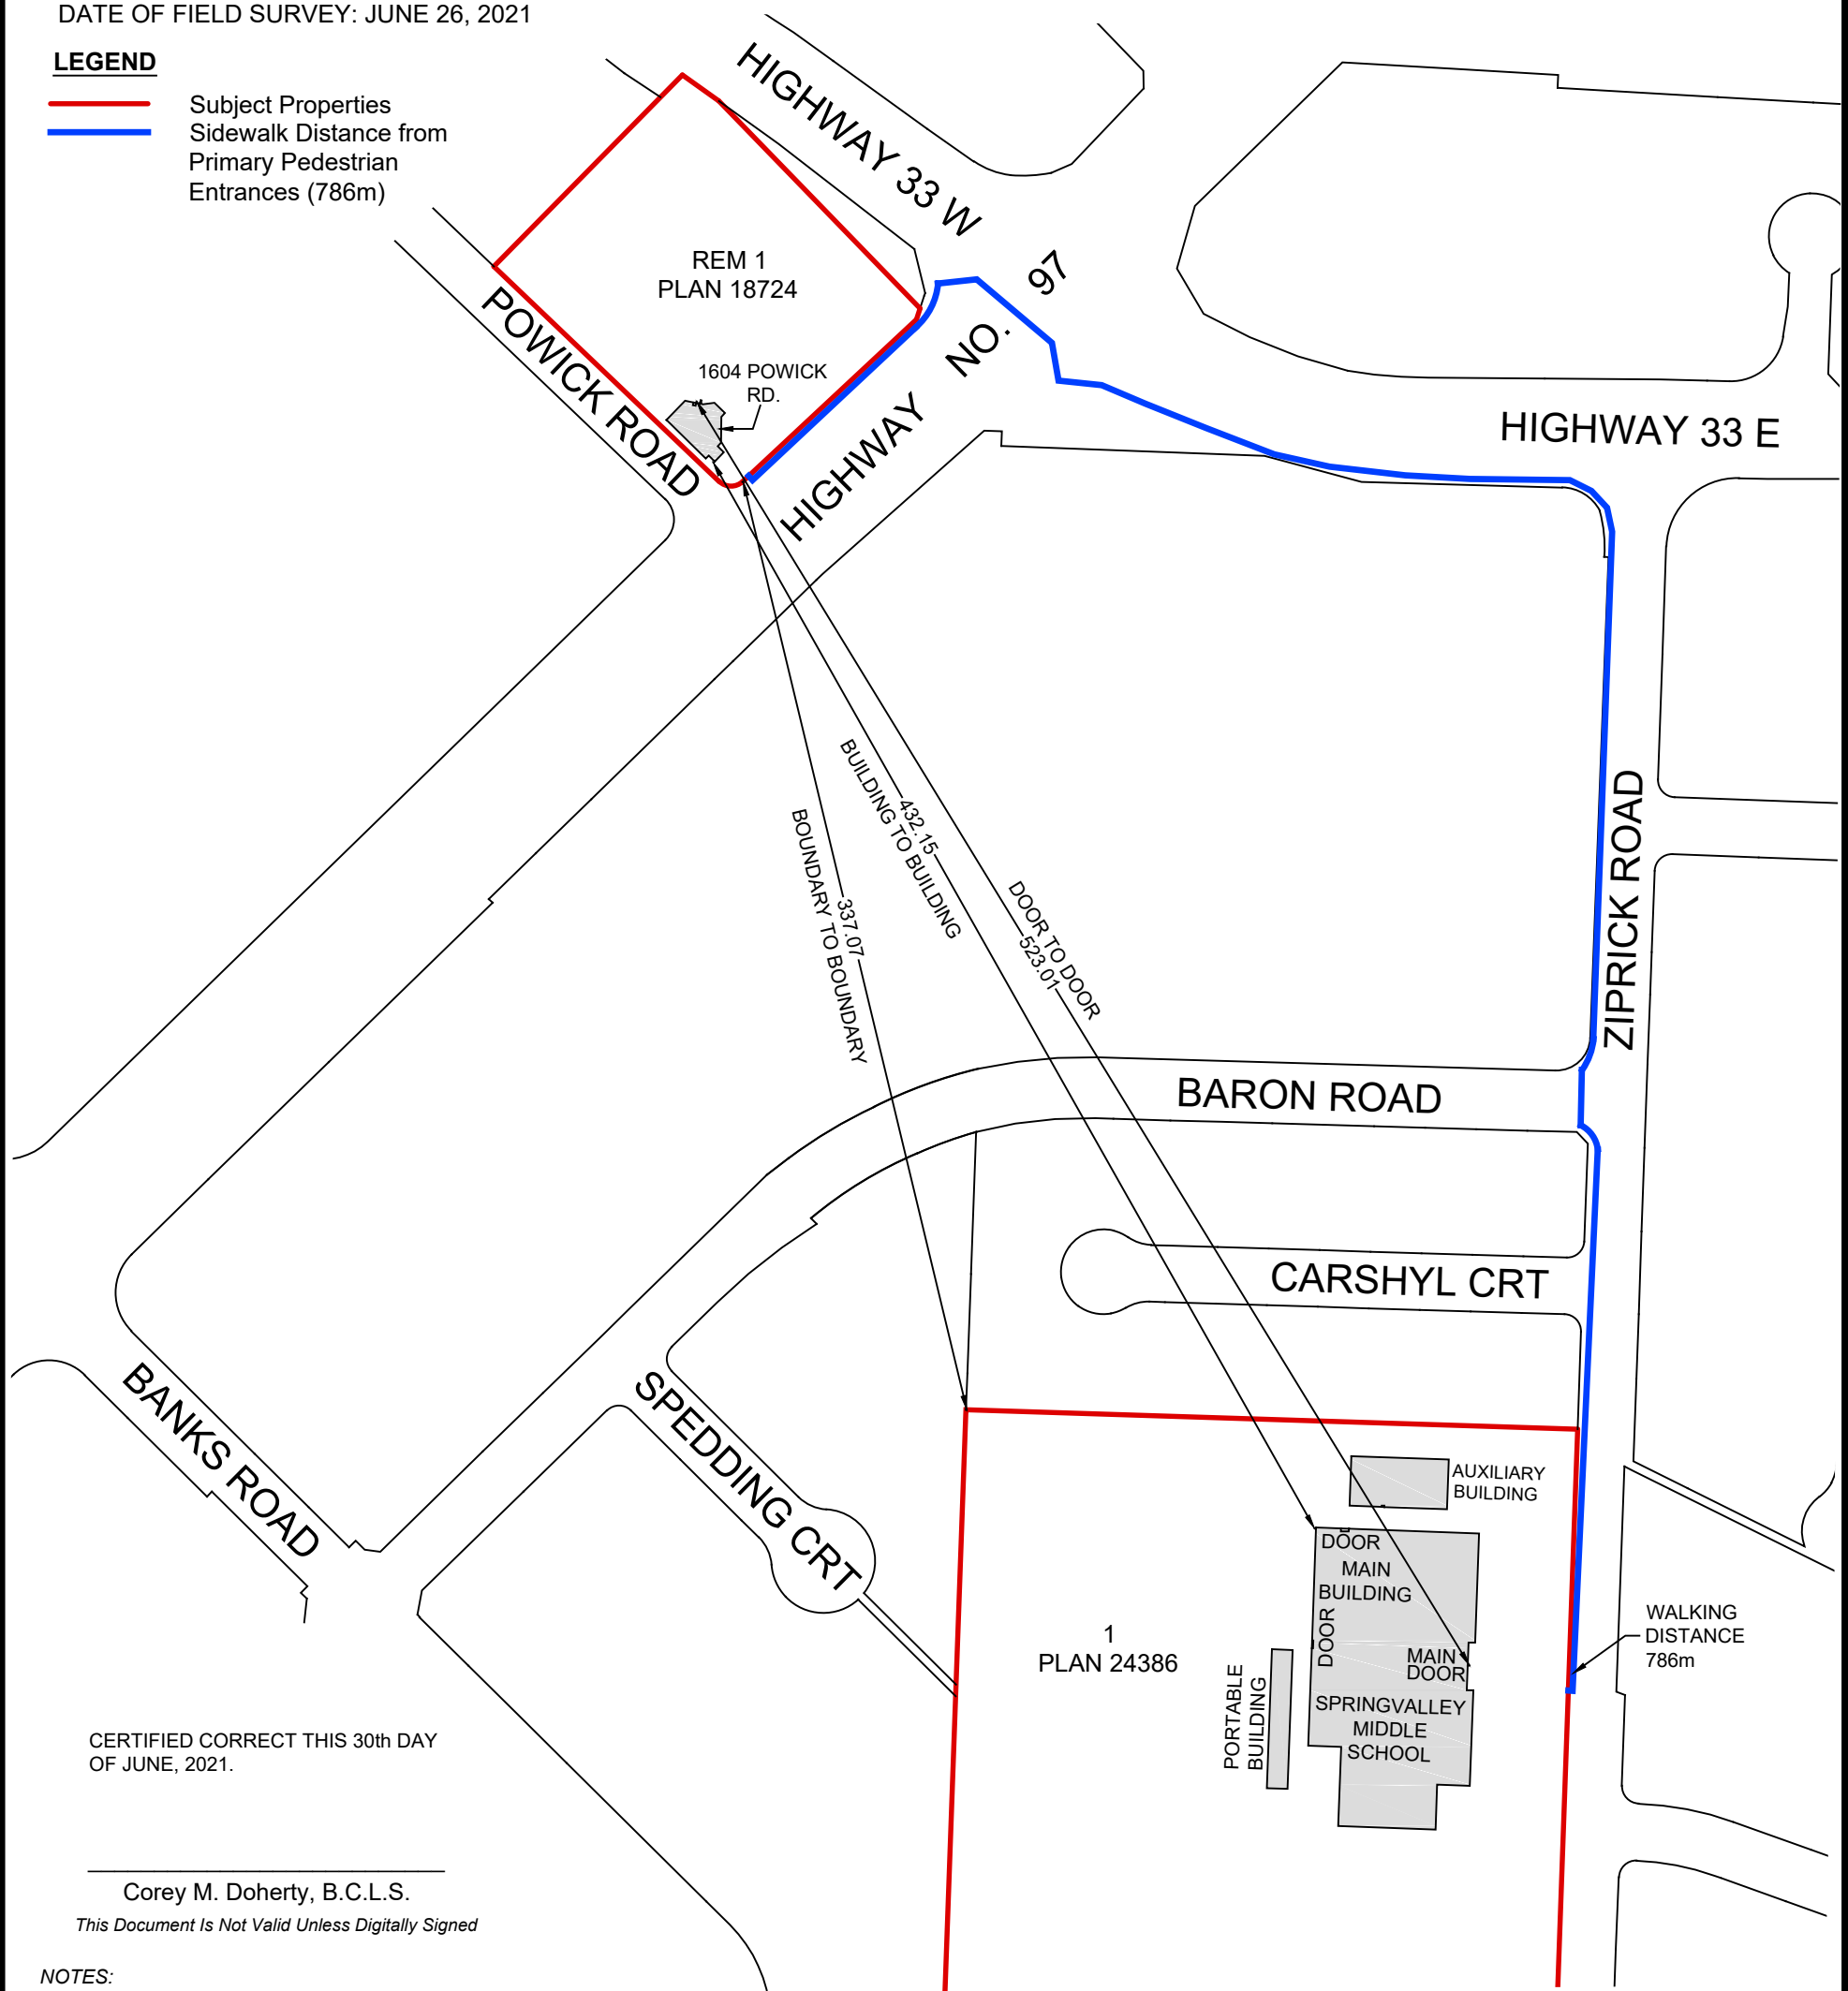 DATE OF FIELD SURVEY: JUNE 26, 2021
LEGEND
Subject Properties
Sidewalk Distance from
Primary Pedestrian
Entrances (786m)
HIGHWAY 33 W
REM 1
PLAN 18724
1604 POWICK
RD.
POWICK ROAD
HIGHWAY NO. 97
HIGHWAY 33 E
ZIPRICK ROAD
432.15
BUILDING TO BUILDING
DOOR TO DOOR
523.01
337.07
BOUNDARY TO BOUNDARY
BARON ROAD
CARSHYL CRT
BANKS ROAD
SPEDDING CRT
AUXILIARY
BUILDING
DOOR
MAIN
BUILDING
DOOR
MAIN
DOOR
SPRINGVALLEY
MIDDLE
SCHOOL
PORTABLE
BUILDING
1
PLAN 24386
WALKING
DISTANCE
786m
CERTIFIED CORRECT THIS 30th DAY
OF JUNE, 2021.
Corey M. Doherty, B.C.L.S.
This Document Is Not Valid Unless Digitally Signed
NOTES: